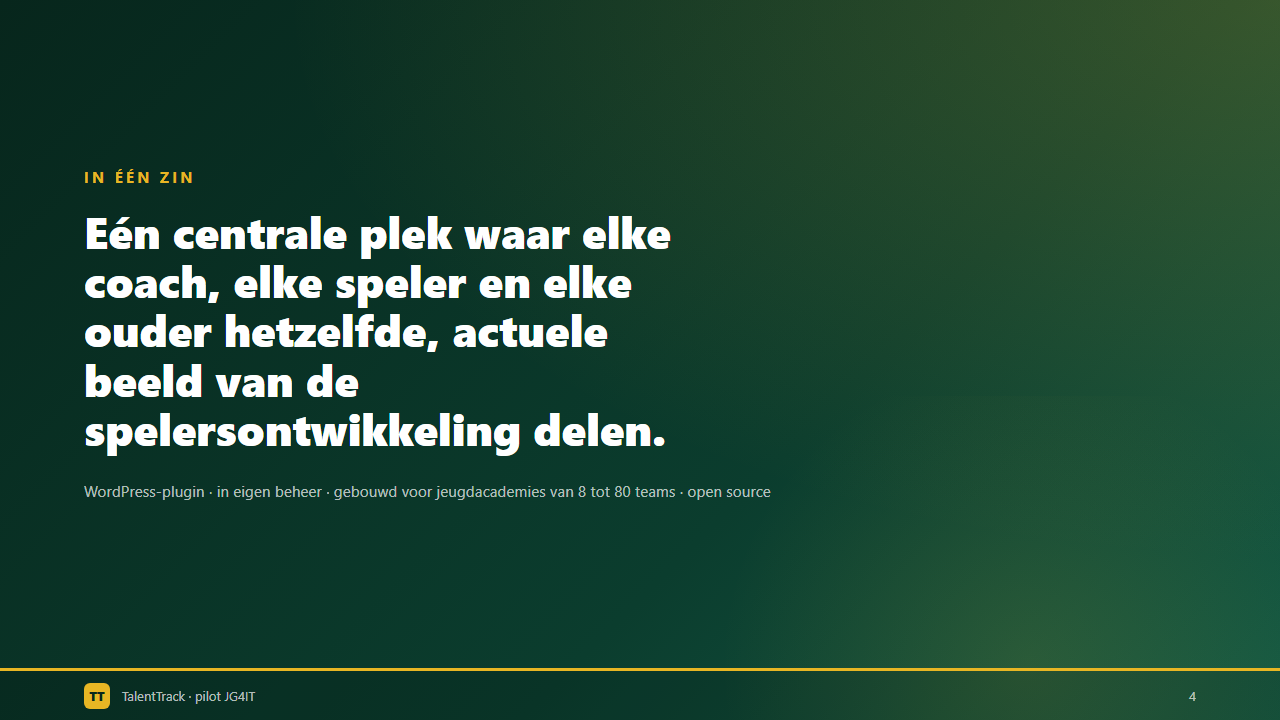 IN ÉÉN ZIN
Eén centrale plek waar elke
coach, elke speler en elke
ouder hetzelfde, actuele
beeld van de
spelersontwikkeling delen.
WordPress-plugin · in eigen beheer · gebouwd voor jeugdacademies van 8 tot 80 teams · open source
TT TalentTrack · pilot JG4IT 4